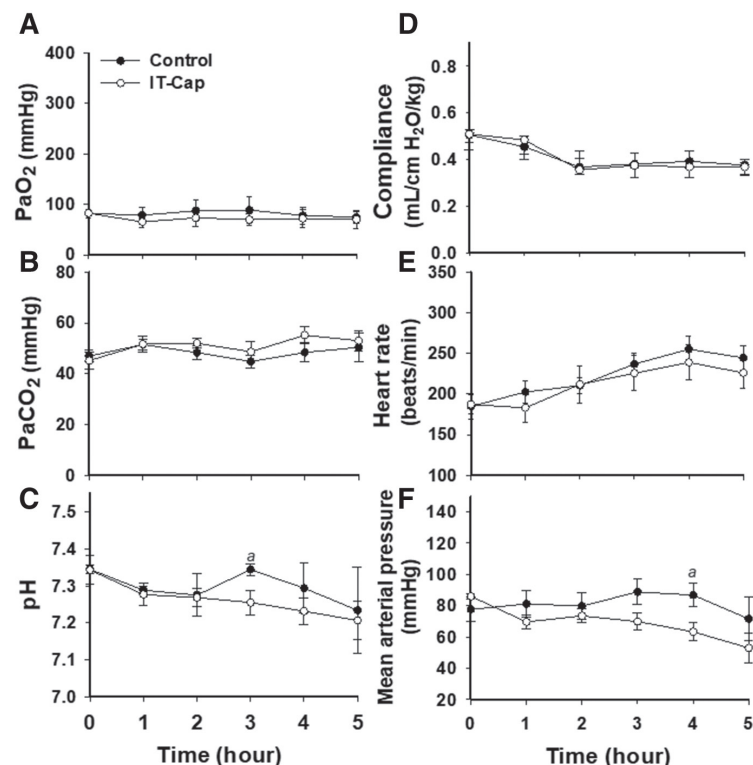 A
400
300
200
100
0
PaO2 (mmHg)
Control
IT-Cap
B
80
60
40
20
0
PaCO2 (mmHg)
C
7.5
7.4
7.3
7.2
7.1
7.0
pH
a
0 1 2 3 4 5
Time (hour)
D
0.8
0.6
0.4
0.2
0.0
Compliance
(mL/cm H2O/kg)
E
350
300
250
200
150
100
Heart rate
(beats/min)
F
140
120
100
80
60
40
20
Mean arterial pressure
(mmHg)
a
0 1 2 3 4 5
Time (hour)